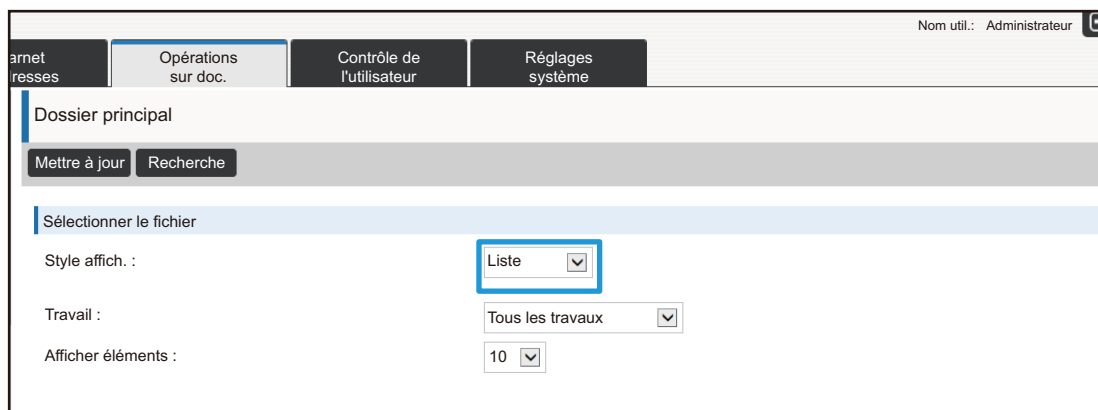 Nom util.: Administrateur
arnet
resses
Opérations
sur doc.
Contrôle de
l'utilisateur
Réglages
système
Dossier principal
Mettre à jour Recherche
Sélectionner le fichier
Style affich. : Liste
Travail : Tous les travaux
Afficher éléments : 10